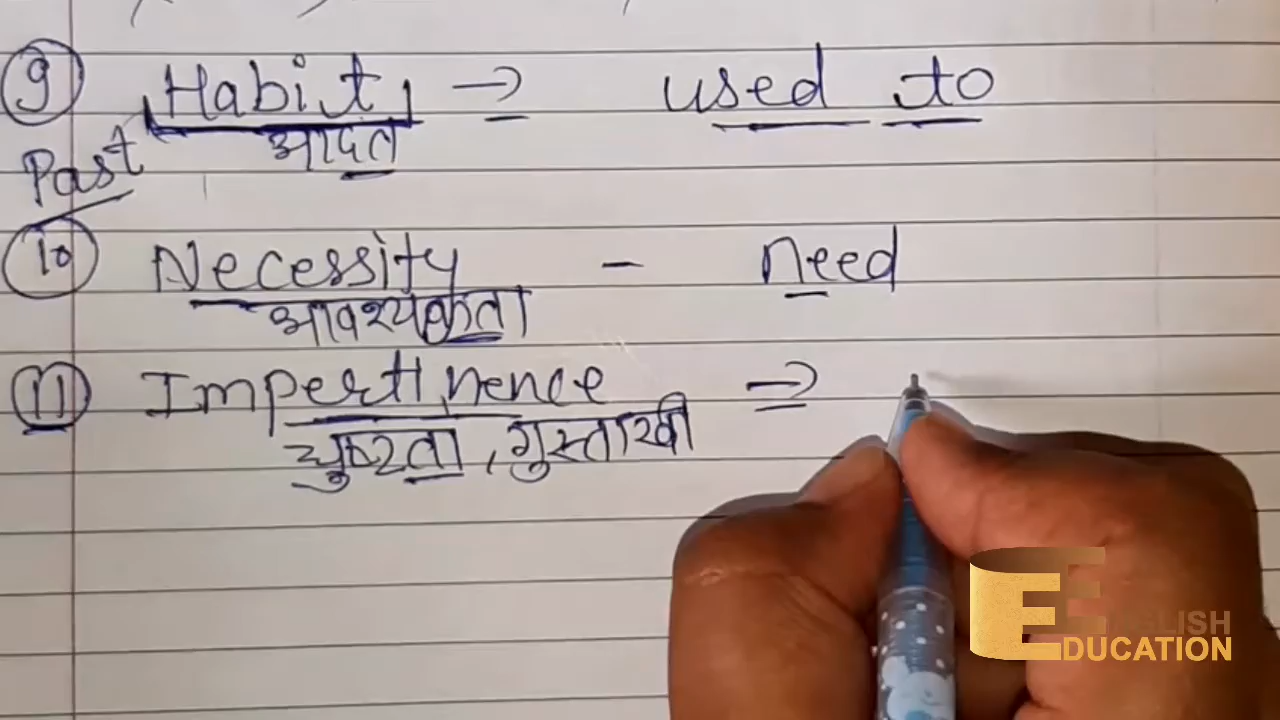 9 Habit → used to
आदत
Past
10 Necessity - need
आवश्यकता
11 Impertinence →
धृष्टता, गुस्ताखी
ENGLISH
EDUCATION